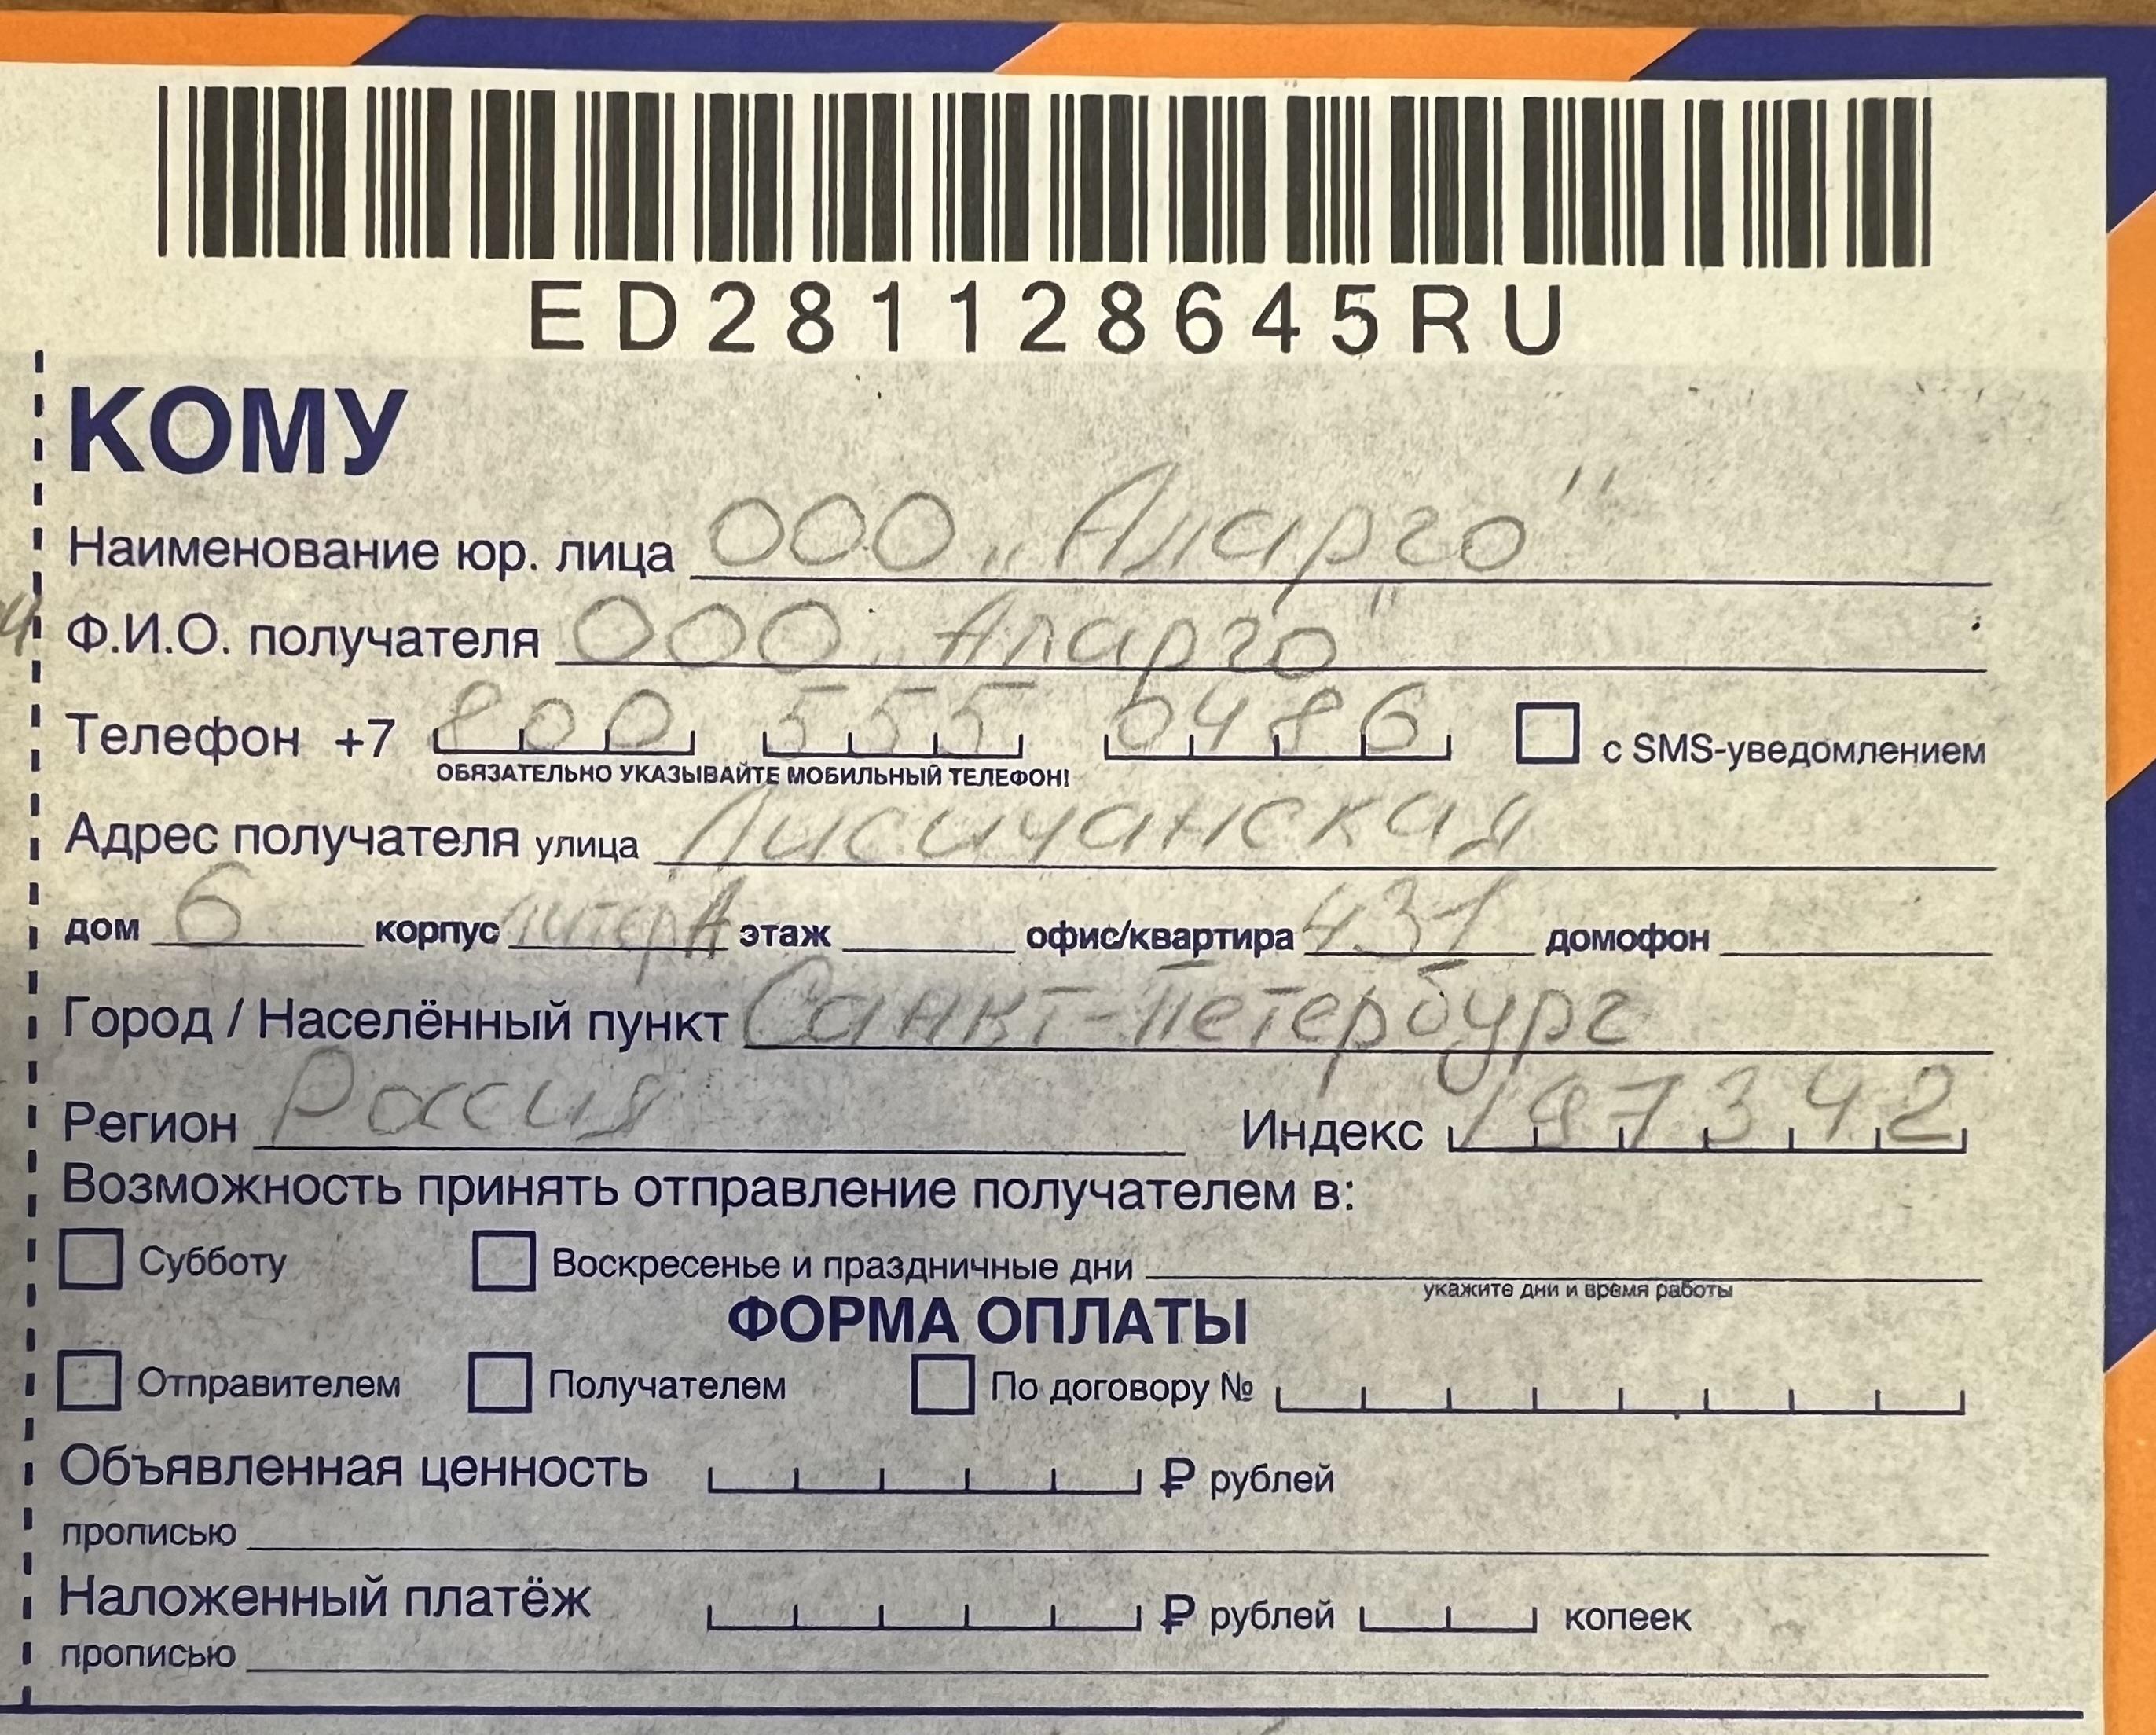 ED281128645RU
КОМУ
Наименование юр. лица ООО „Аларго"
Ф.И.О. получателя ООО „Аларго"
Телефон +7 800 555 0486 с SMS-уведомлением
ОБЯЗАТЕЛЬНО УКАЗЫВАЙТЕ МОБИЛЬНЫЙ ТЕЛЕФОН!
Адрес получателя улица Лисичанская
дом 6 корпус литер А этаж офис/квартира 431 домофон
Город / Населённый пункт Санкт-Петербург
Регион Россия Индекс 197342
Возможность принять отправление получателем в:
Субботу Воскресенье и праздничные дни
укажите дни и время работы
ФОРМА ОПЛАТЫ
Отправителем Получателем По договору №
Объявленная ценность ₽ рублей
прописью
Наложенный платёж ₽ рублей копеек
прописью